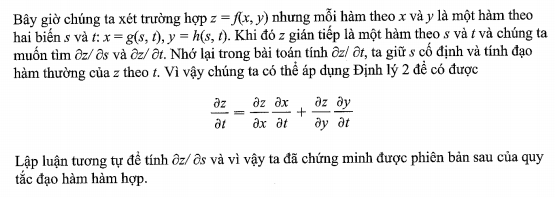 Bây giờ chúng ta xét trường hợp z = f(x, y) nhưng mỗi hàm theo x và y là một hàm theo
hai biến s và t: x = g(s, t), y = h(s, t). Khi đó z gián tiếp là một hàm theo s và t và chúng ta
muốn tìm ∂z/ ∂s và ∂z/ ∂t. Nhớ lại trong bài toán tính ∂z/ ∂t, ta giữ s cố định và tính đạo
hàm thường của z theo t. Vì vậy chúng ta có thể áp dụng Định lý 2 để có được
∂z/∂t = ∂z/∂x ∂x/∂t + ∂z/∂y ∂y/∂t
Lập luận tương tự để tính ∂z/ ∂s và vì vậy ta đã chứng minh được phiên bản sau của quy
tắc đạo hàm hàm hợp.